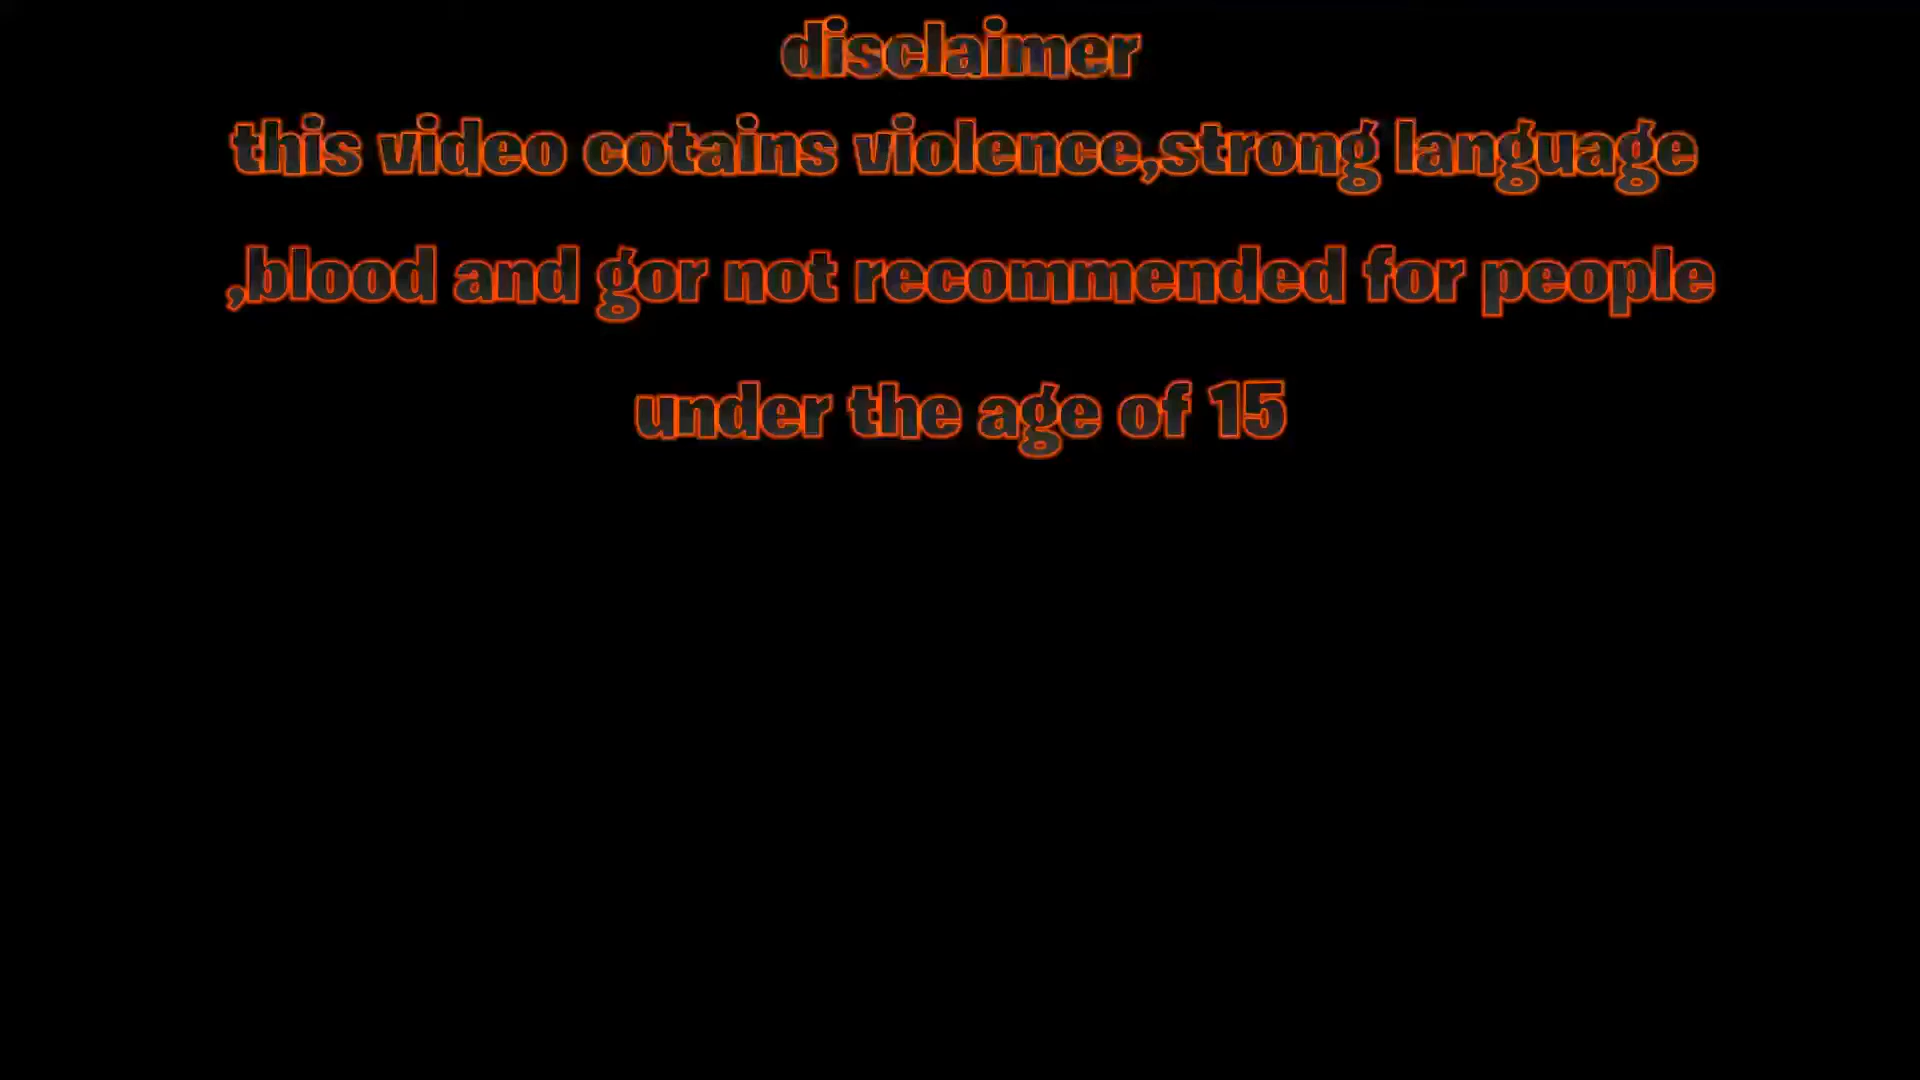 disclaimer
this video cotains violence,strong language
,blood and gor not recommended for people
under the age of 15